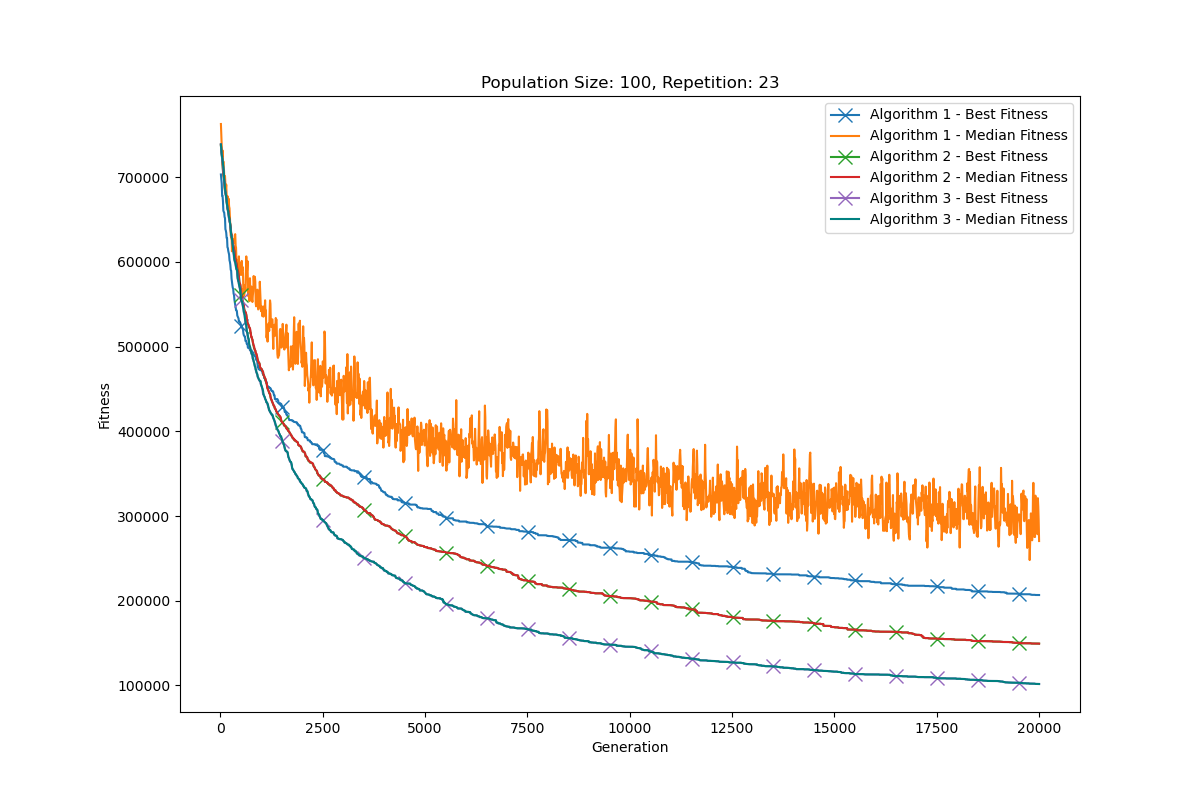 Population Size: 100, Repetition: 23
Algorithm 1 - Best Fitness
Algorithm 1 - Median Fitness
Algorithm 2 - Best Fitness
Algorithm 2 - Median Fitness
Algorithm 3 - Best Fitness
Algorithm 3 - Median Fitness
700000
600000
500000
400000
300000
200000
100000
Fitness
0 2500 5000 7500 10000 12500 15000 17500 20000
Generation